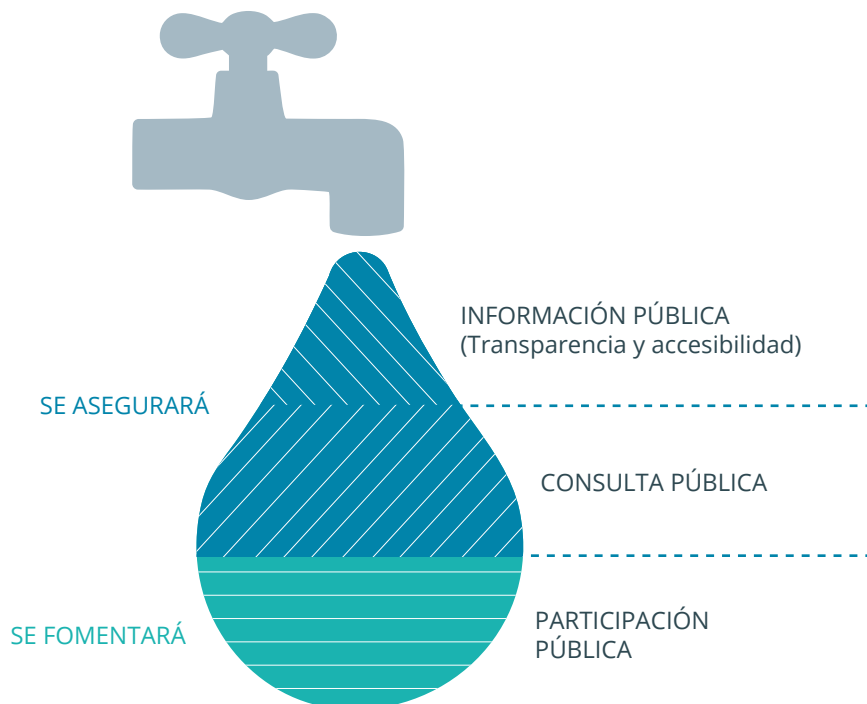 INFORMACIÓN PÚBLICA
(Transparencia y accesibilidad)
SE ASEGURARÁ
CONSULTA PÚBLICA
SE FOMENTARÁ
PARTICIPACIÓN
PÚBLICA